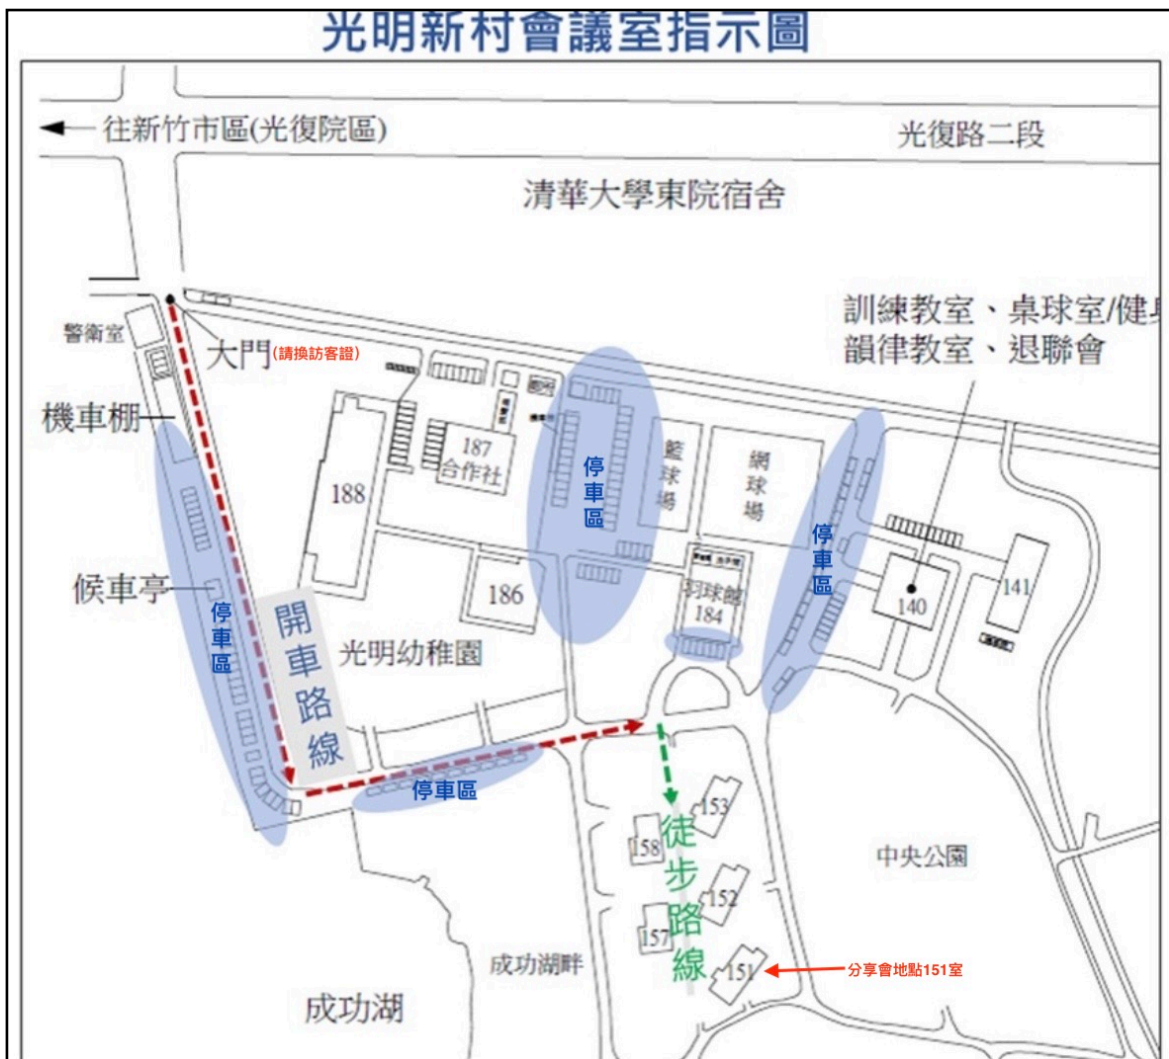 光明新村會議室指示圖
往新竹市區(光復院區)
光復路二段
清華大學東院宿舍
訓練教室、桌球室/健身
韻律教室、退聯會
警衛室
大門(請換訪客證)
機車棚
187
合作社
188
停車區
籃球場
網球場
停車區
140
141
候車亭
停車區
開車路線
186
羽球館
184
光明幼稚園
停車區
徒步路線
153
158
152
157
151
分享會地點151室
中央公園
成功湖畔
成功湖